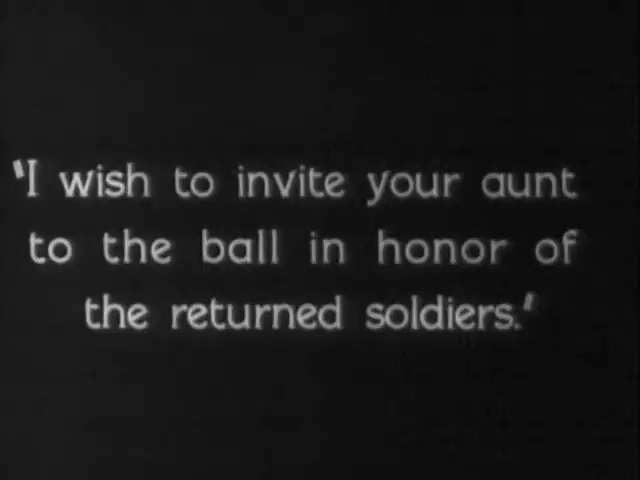 "I wish to invite your aunt
to the ball in honor of
the returned soldiers."